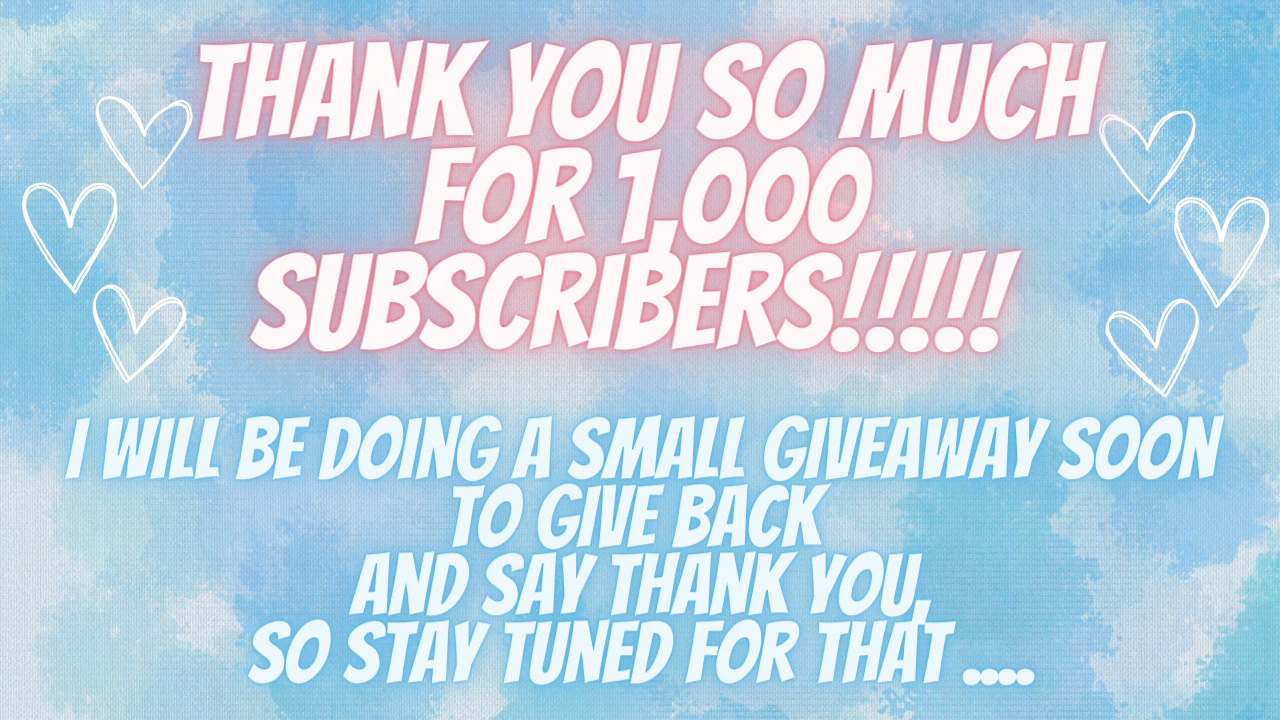 THANK YOU SO MUCH
FOR 1,000
SUBSCRIBERS!!!!!
I WILL BE DOING A SMALL GIVEAWAY SOON
TO GIVE BACK
AND SAY THANK YOU,
SO STAY TUNED FOR THAT ....